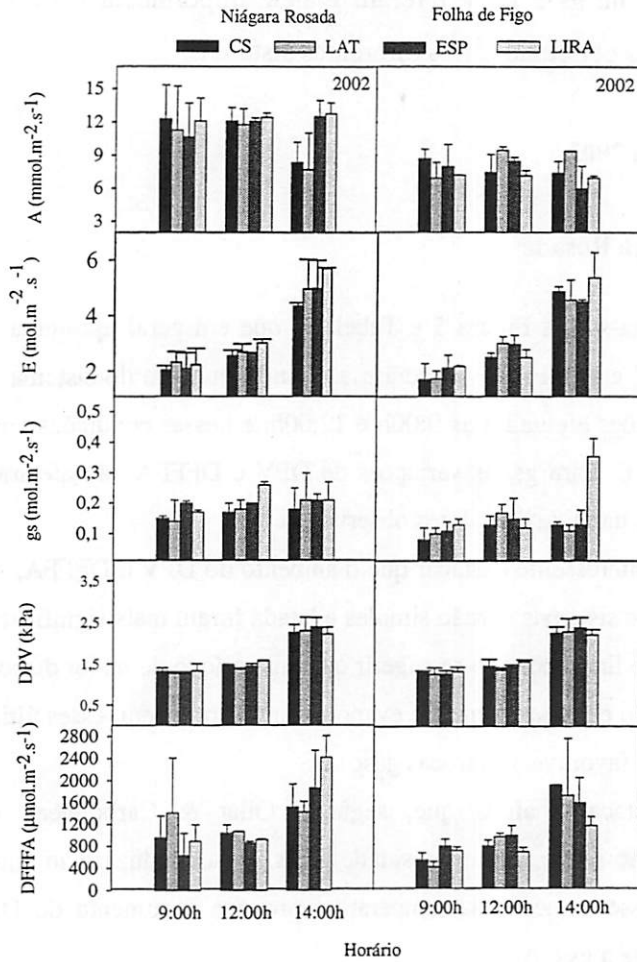 Niágara Rosada Folha de Figo
CS LAT ESP LIRA
2002 2002
A (mmol.m-2.s-1)
15
12
9
6
3
E (mol.m-2.s-1)
6
4
2
gs (mol.m-2.s-1)
0,5
0,4
0,3
0,2
0,1
DPV (kPa)
3,5
2,5
1,5
0,5
DFFFA (µmol.m-2.s-1)
2800
2400
2000
1600
1200
800
400
0
9:00h 12:00h 14:00h 9:00h 12:00h 14:00h
Horário